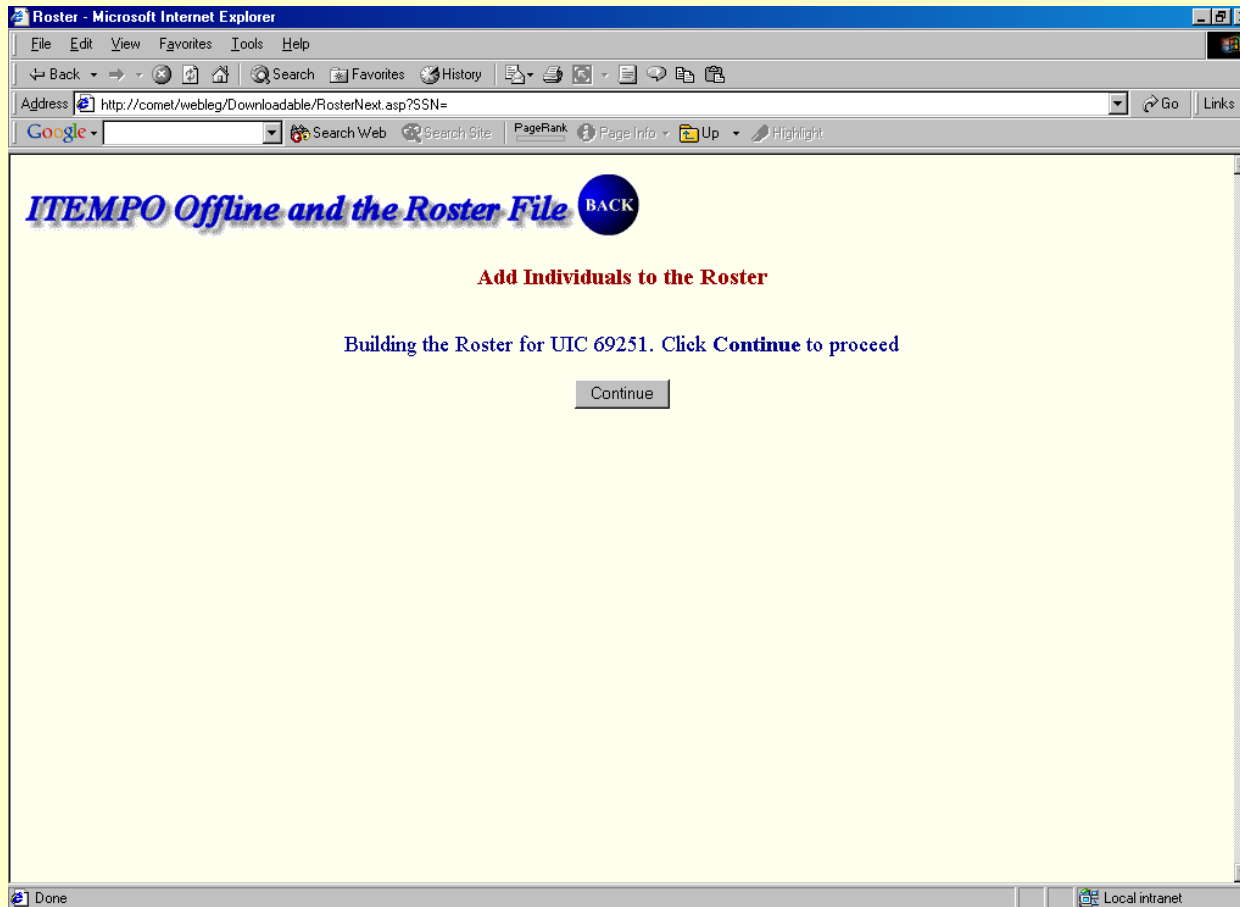 Roster - Microsoft Internet Explorer
File Edit View Favorites Tools Help
Back Search Favorites History
Address http://comet/webleg/Downloadable/RosterNext.asp?SSN= Go Links
Google Search Web Search Site PageRank Page Info Up Highlight
ITEMPO Offline and the Roster File BACK
Add Individuals to the Roster
Building the Roster for UIC 69251. Click Continue to proceed
Continue
Done Local intranet